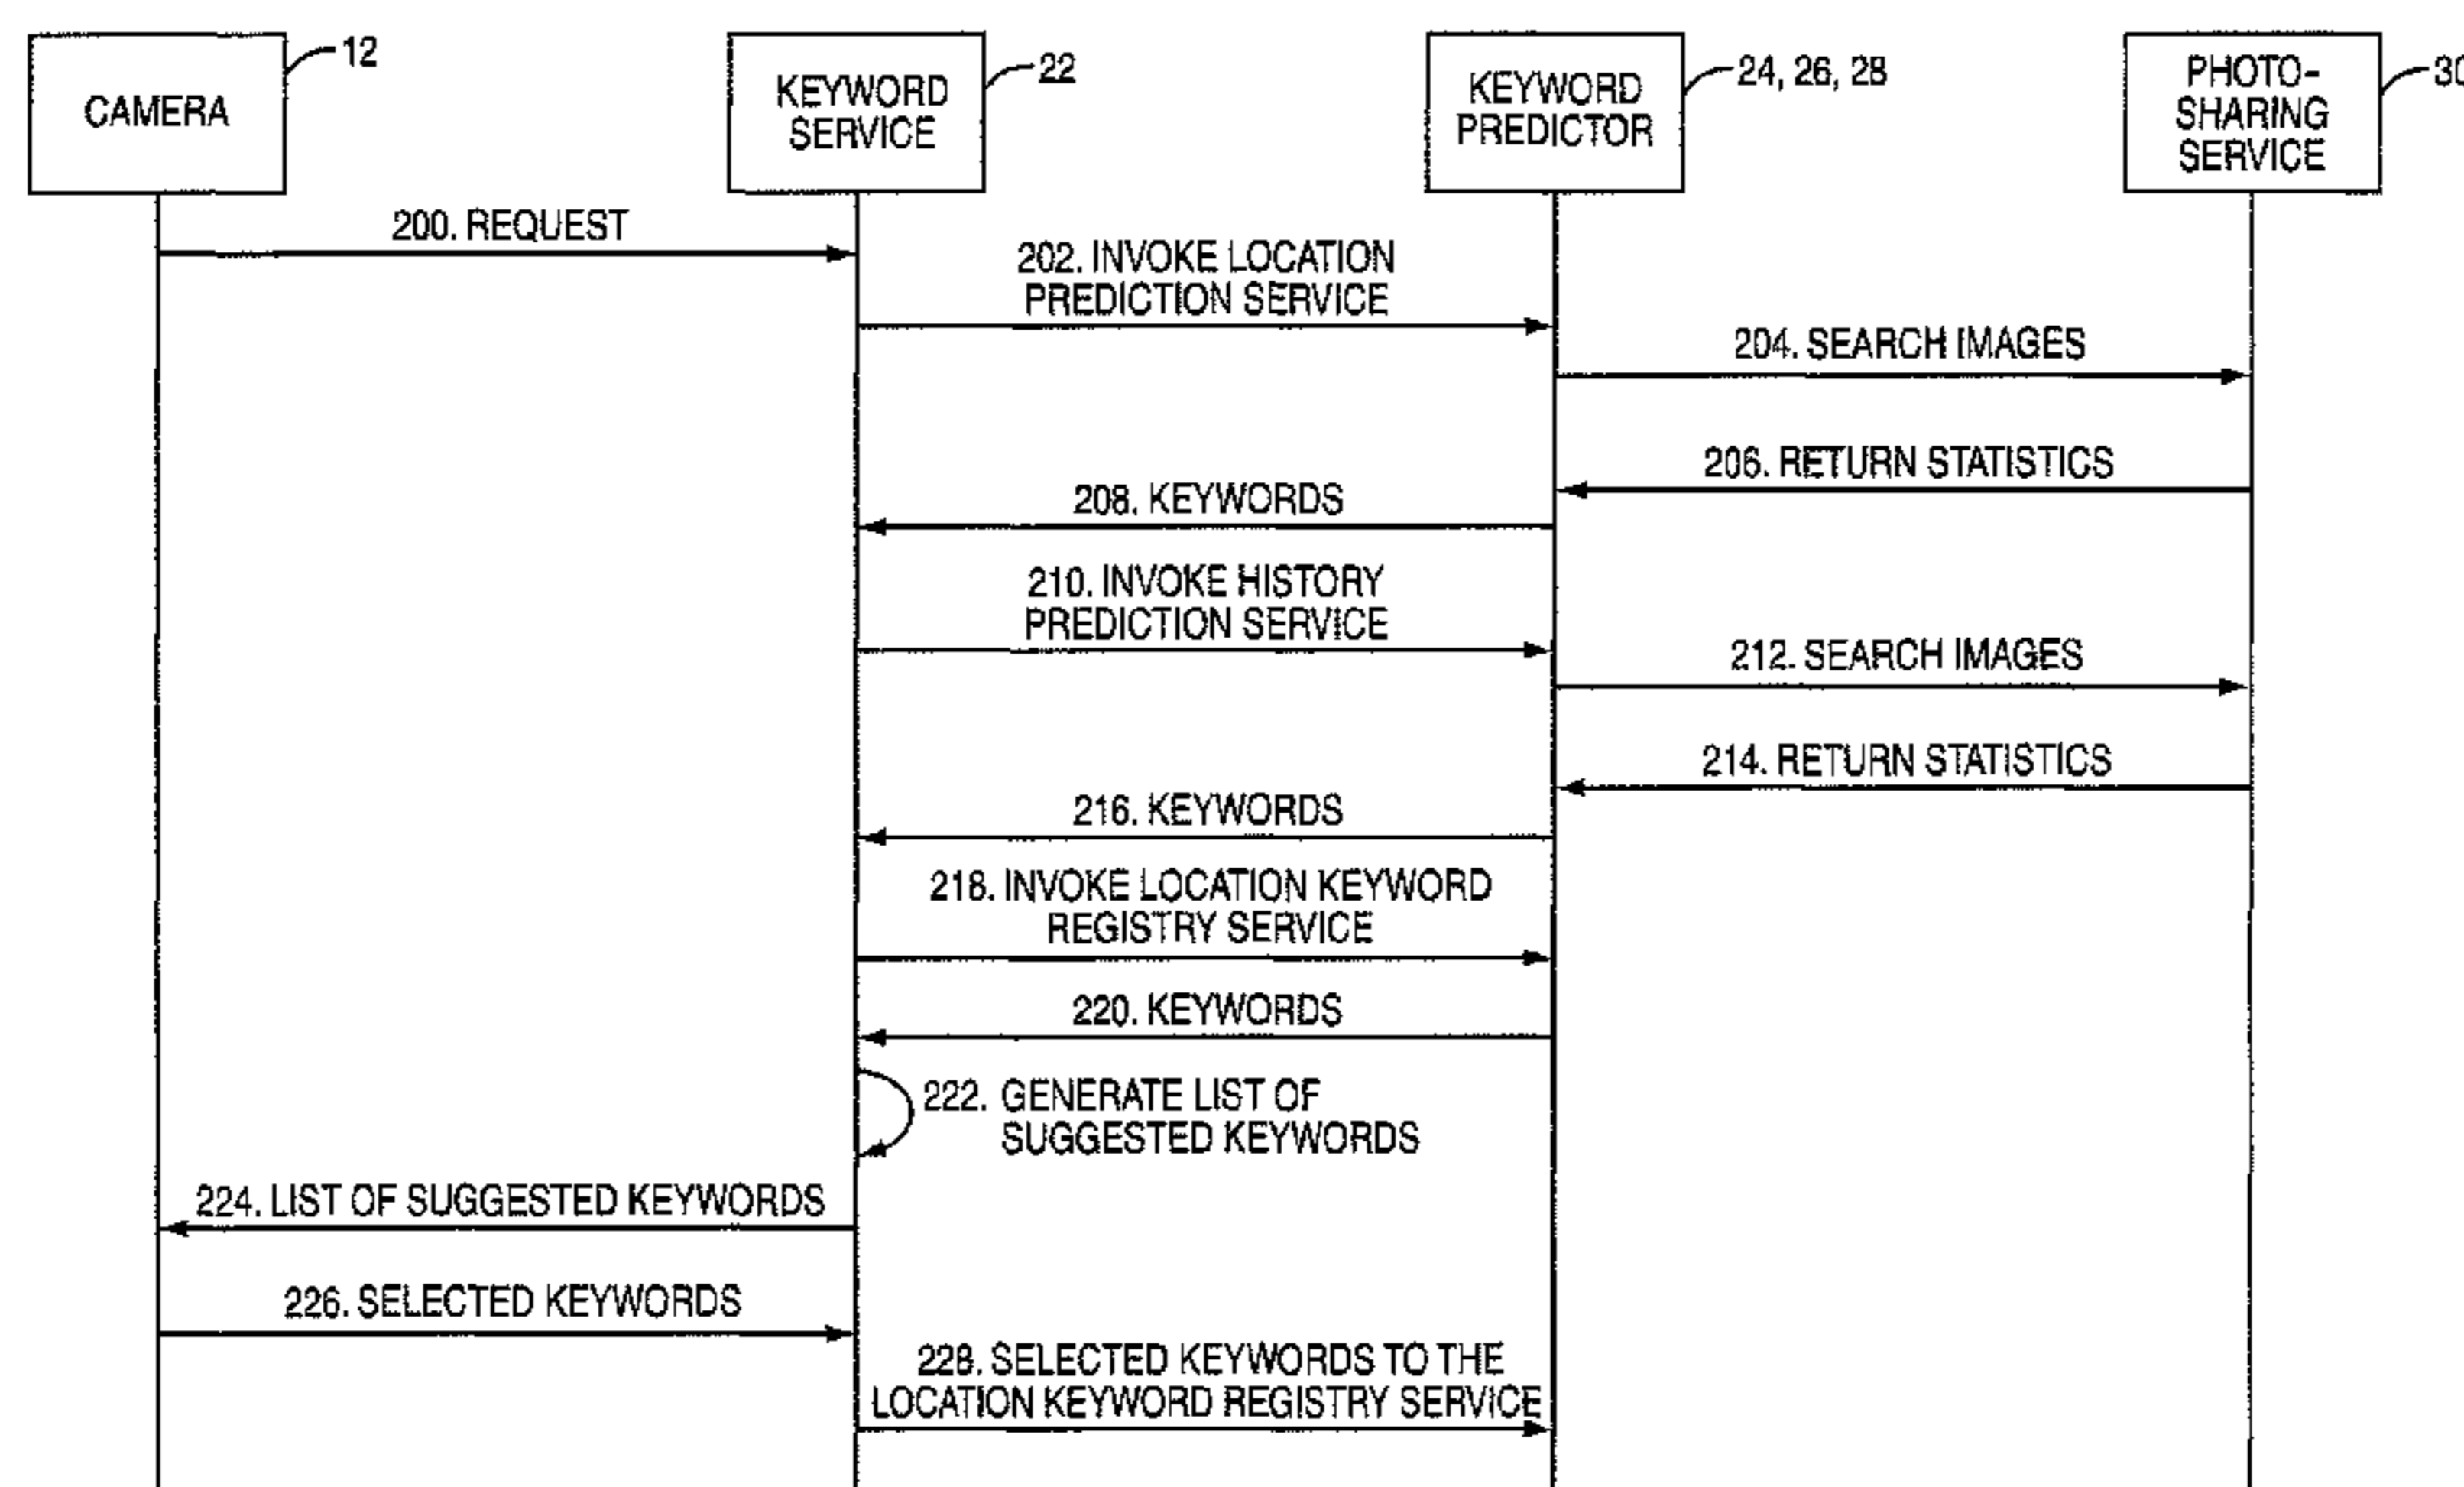 CAMERA
12
KEYWORD
SERVICE
22
KEYWORD
PREDICTOR
24, 26, 28
PHOTO-
SHARING
SERVICE
30
200. REQUEST
202. INVOKE LOCATION
PREDICTION SERVICE
204. SEARCH IMAGES
206. RETURN STATISTICS
208. KEYWORDS
210. INVOKE HISTORY
PREDICTION SERVICE
212. SEARCH IMAGES
214. RETURN STATISTICS
216. KEYWORDS
218. INVOKE LOCATION KEYWORD
REGISTRY SERVICE
220. KEYWORDS
222. GENERATE LIST OF
SUGGESTED KEYWORDS
224. LIST OF SUGGESTED KEYWORDS
226. SELECTED KEYWORDS
228. SELECTED KEYWORDS TO THE
LOCATION KEYWORD REGISTRY SERVICE